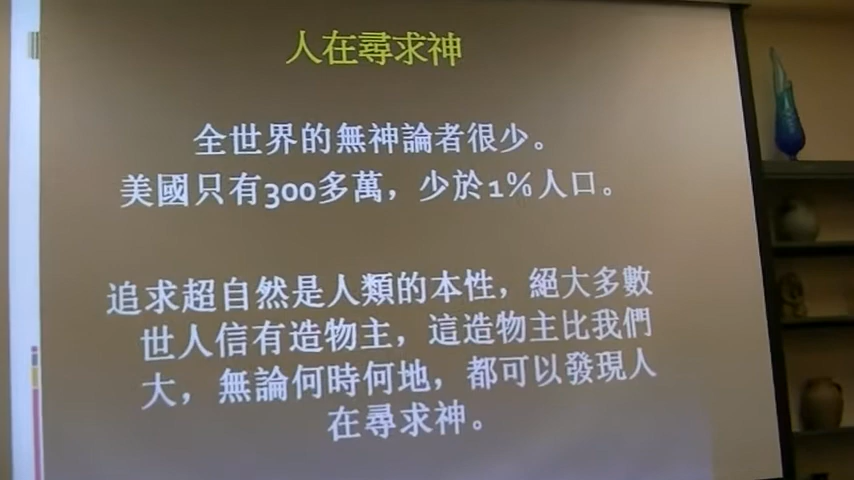 人在尋求神
全世界的無神論者很少。
美國只有300多萬，少於1%人口。
追求超自然是人類的本性，絕大多數
世人信有造物主，這造物主比我們
大，無論何時何地，都可以發現人
在尋求神。